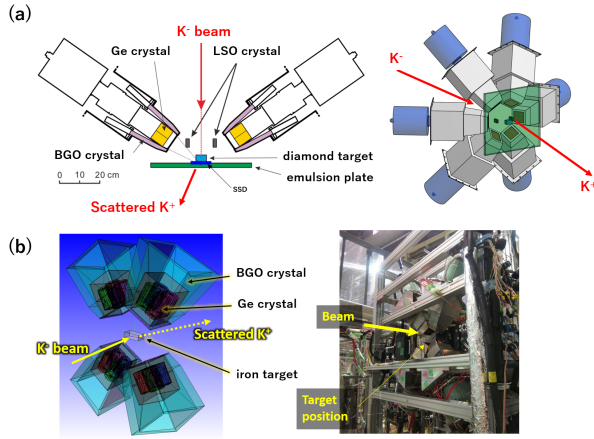 (a)
K- beam
Ge crystal
LSO crystal
BGO crystal
diamond target
emulsion plate
SSD
0 10 20 cm
Scattered K+
K-
K+
(b)
BGO crystal
Ge crystal
Scattered K+
K- beam
iron target
Beam
Target
position